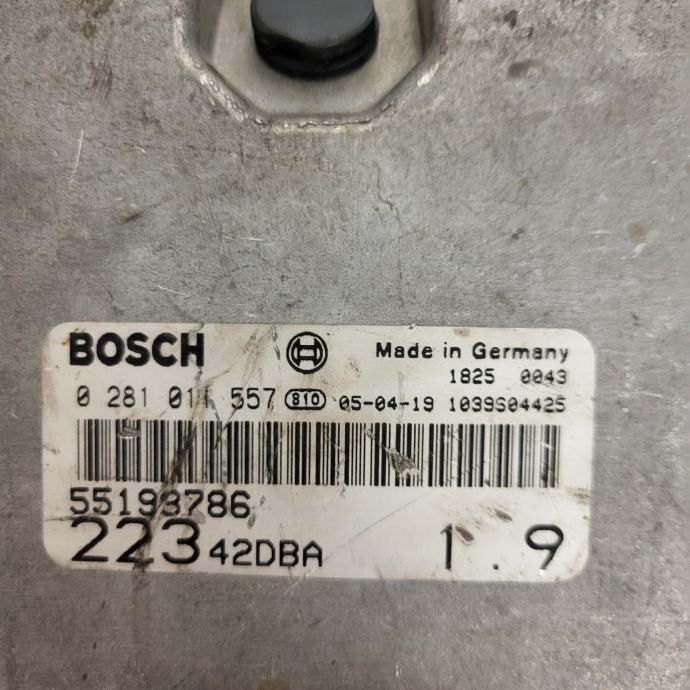 BOSCH Made in Germany
1825 0043
0 281 011 557 810 05-04-19 1039S04425
55193786
223 42DBA 1.9